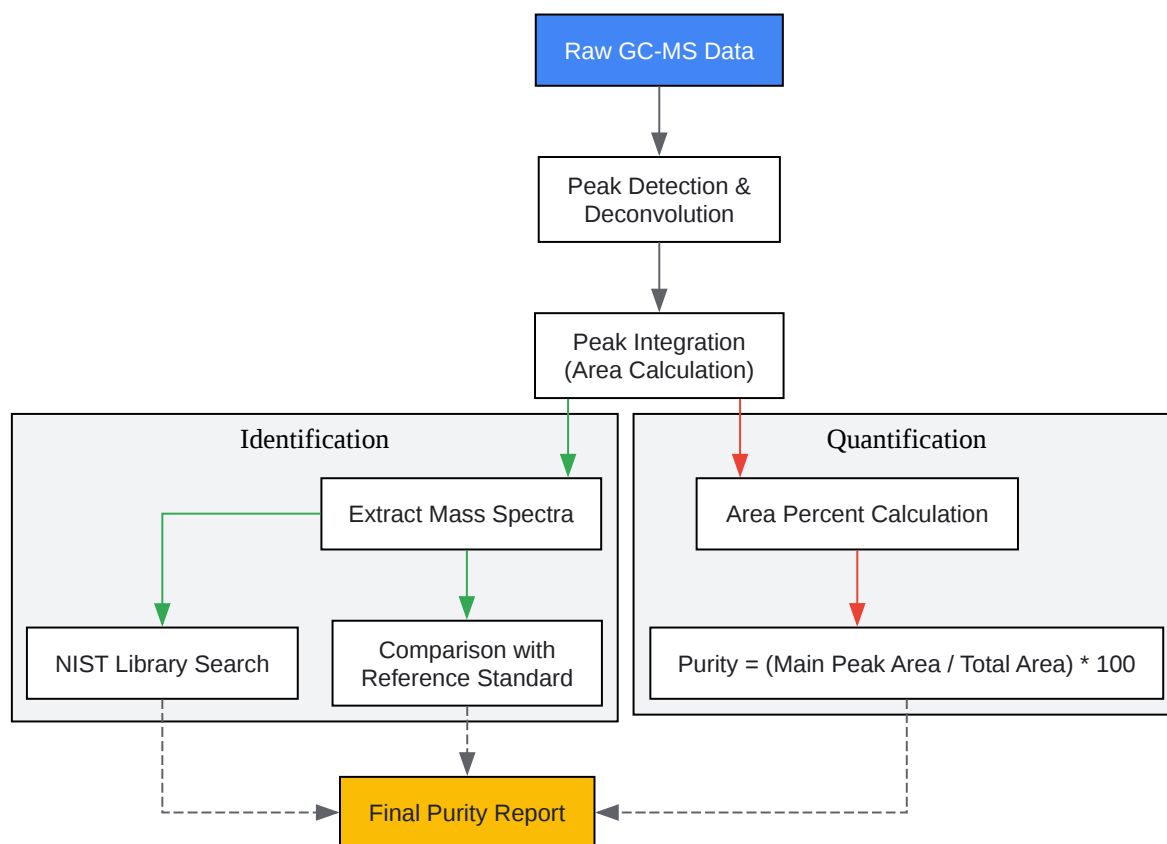 Raw GC-MS Data
Peak Detection &
Deconvolution
Peak Integration
(Area Calculation)
Identification
Quantification
Extract Mass Spectra
Area Percent Calculation
NIST Library Search
Comparison with
Reference Standard
Purity = (Main Peak Area / Total Area) * 100
Final Purity Report